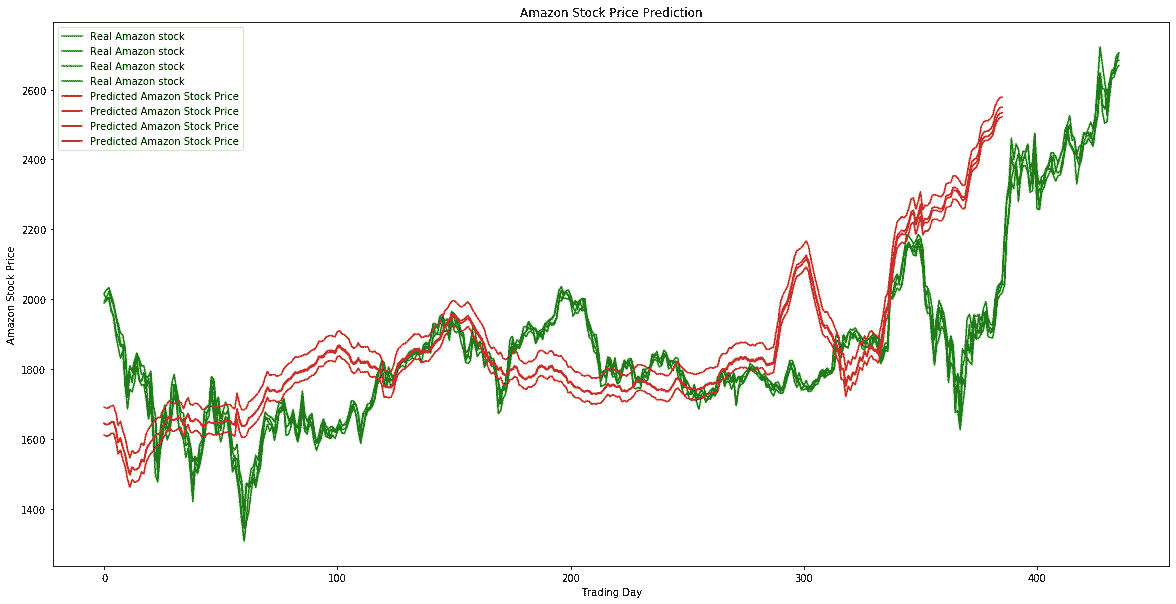 Amazon Stock Price Prediction
Real Amazon stock
Real Amazon stock
Real Amazon stock
Real Amazon stock
Predicted Amazon Stock Price
Predicted Amazon Stock Price
Predicted Amazon Stock Price
Predicted Amazon Stock Price
2600
2400
2200
2000
1800
1600
1400
Amazon Stock Price
0 100 200 300 400
Trading Day